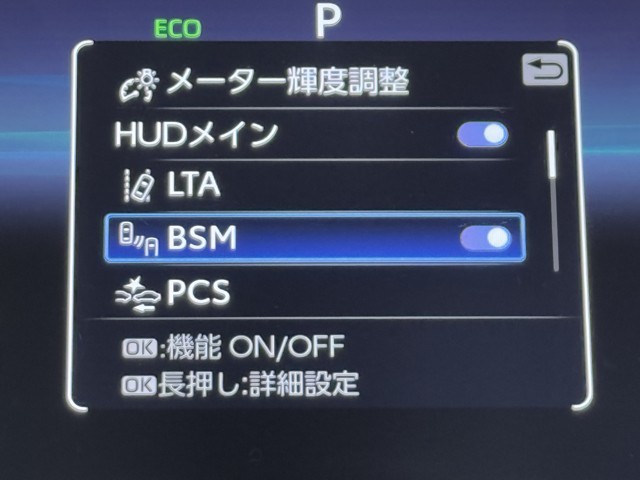 ECO P
メーター輝度調整
HUDメイン
LTA
BSM
PCS
OK:機能 ON/OFF
OK長押し:詳細設定